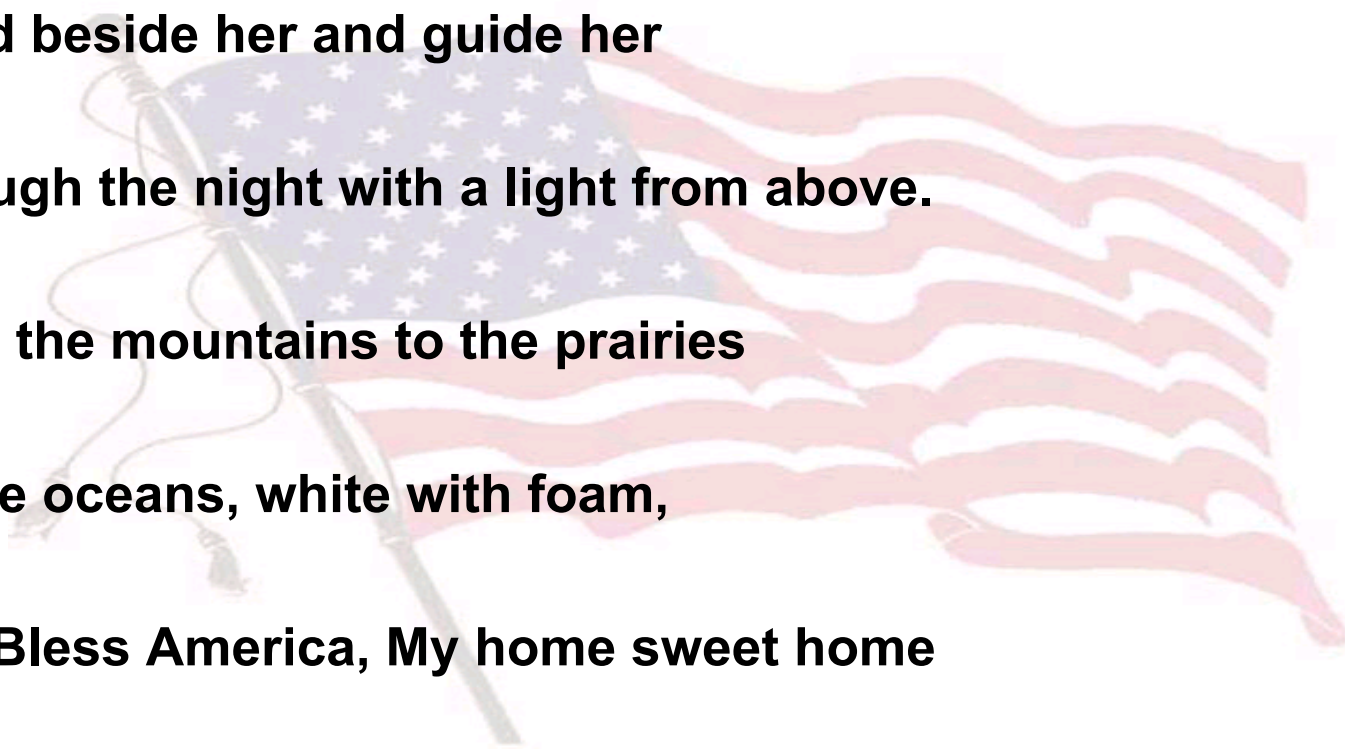 beside her and guide her
the night with a light from above.
the mountains to the prairies
oceans, white with foam,
Bless America, My home sweet home